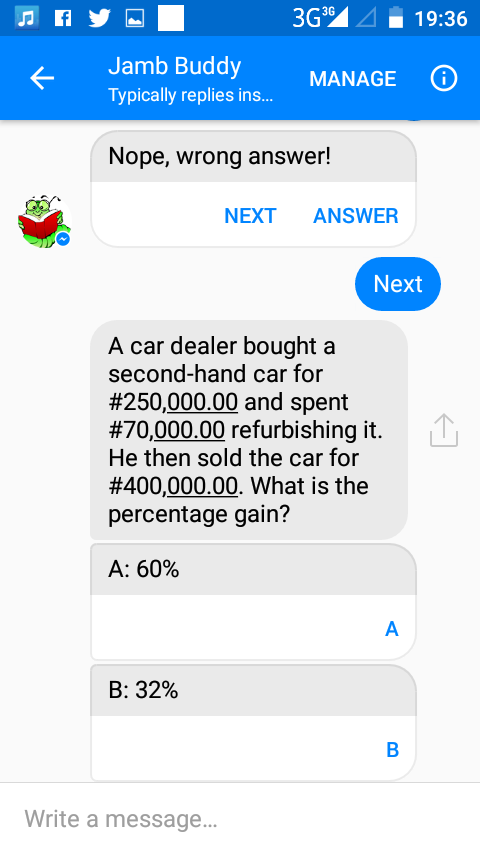 3G 3G 19:36
Jamb Buddy
Typically replies ins...
MANAGE
Nope, wrong answer!
NEXT ANSWER
Next
A car dealer bought a
second-hand car for
#250,000.00 and spent
#70,000.00 refurbishing it.
He then sold the car for
#400,000.00. What is the
percentage gain?
A: 60%
A
B: 32%
B
Write a message...